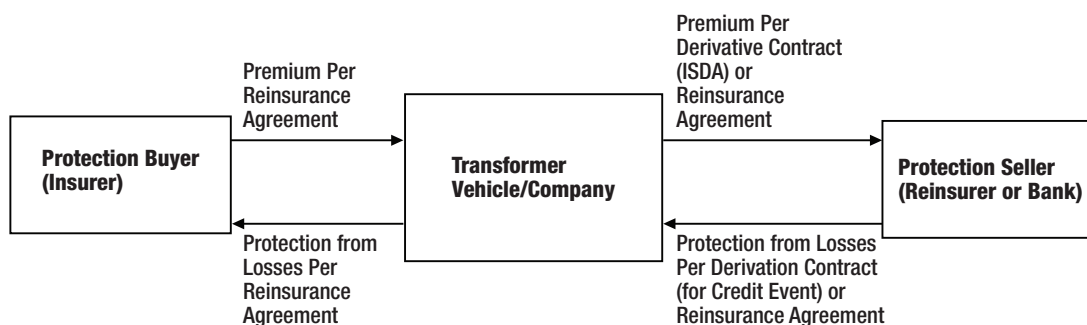 Premium Per
Reinsurance
Agreement
Premium Per
Derivative Contract
(ISDA) or
Reinsurance
Agreement
Protection Buyer
(Insurer)
Transformer
Vehicle/Company
Protection Seller
(Reinsurer or Bank)
Protection from
Losses Per
Reinsurance
Agreement
Protection from Losses
Per Derivation Contract
(for Credit Event) or
Reinsurance Agreement